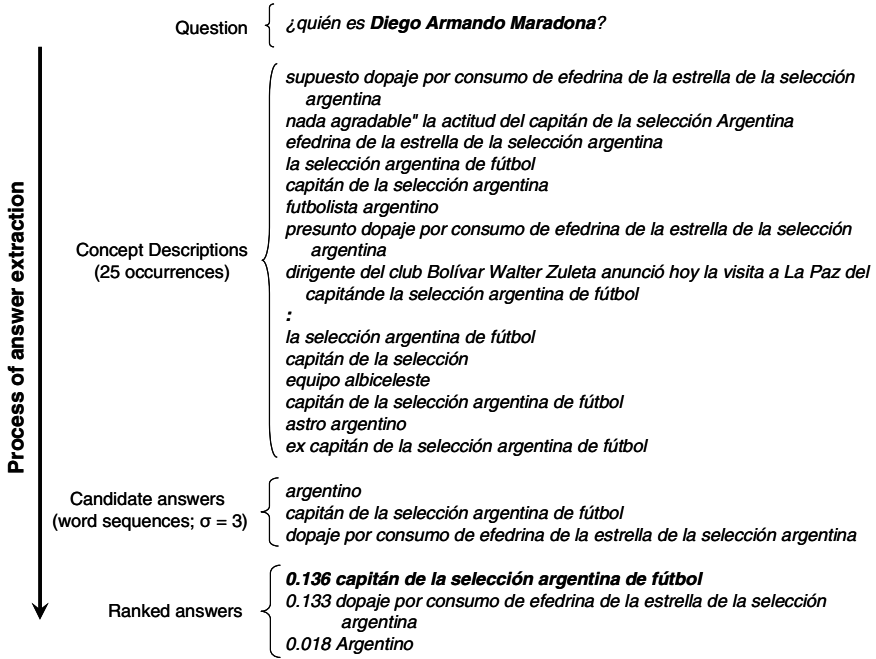 Question
¿quién es Diego Armando Maradona?
Process of answer extraction
Concept Descriptions
(25 occurrences)
supuesto dopaje por consumo de efedrina de la estrella de la selección
argentina
nada agradable" la actitud del capitán de la selección Argentina
efedrina de la estrella de la selección argentina
la selección argentina de fútbol
capitán de la selección argentina
futbolista argentino
presunto dopaje por consumo de efedrina de la estrella de la selección
argentina
dirigente del club Bolívar Walter Zuleta anunció hoy la visita a La Paz del
capitánde la selección argentina de fútbol
:
la selección argentina de fútbol
capitán de la selección
equipo albiceleste
capitán de la selección argentina de fútbol
astro argentino
ex capitán de la selección argentina de fútbol
Candidate answers
(word sequences; σ = 3)
argentino
capitán de la selección argentina de fútbol
dopaje por consumo de efedrina de la estrella de la selección argentina
Ranked answers
0.136 capitán de la selección argentina de fútbol
0.133 dopaje por consumo de efedrina de la estrella de la selección
argentina
0.018 Argentino